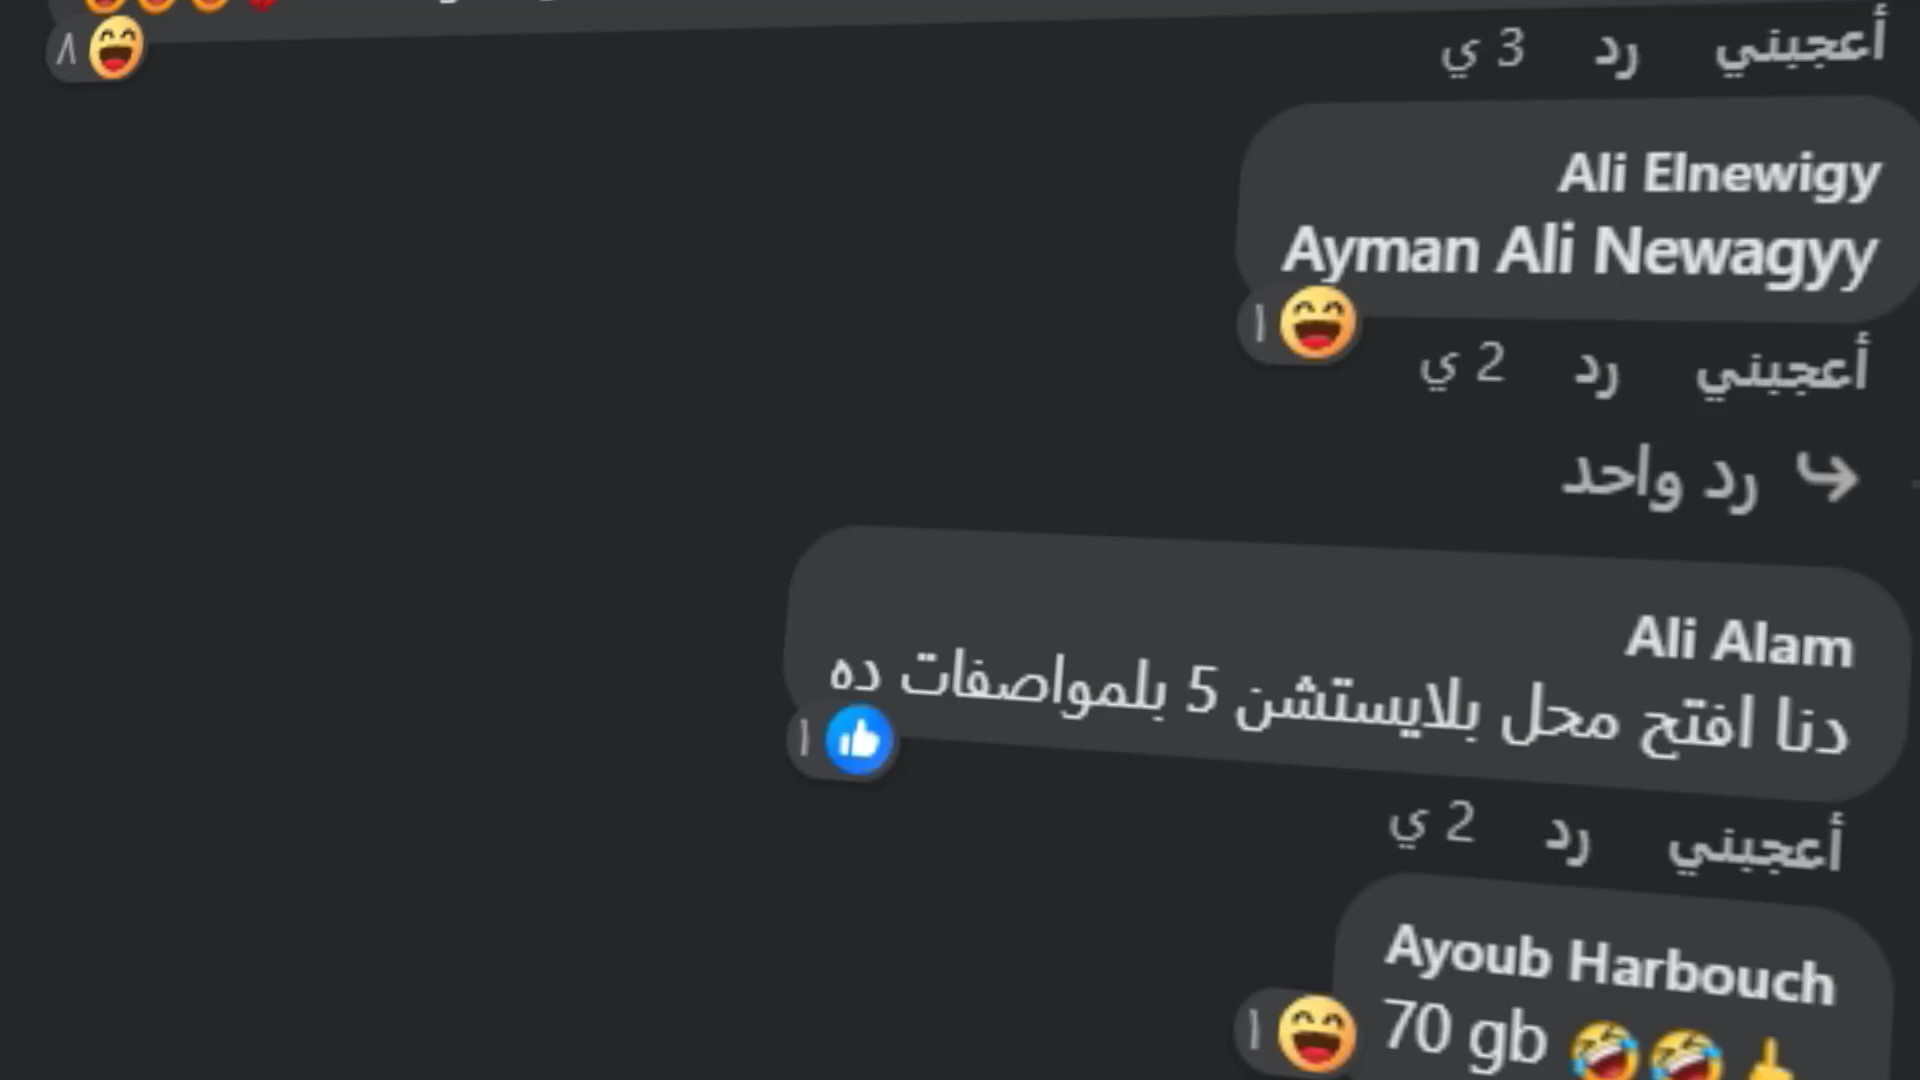 ٨
أعجبني رد 3 ي
Ali Elnewigy
Ayman Ali Newagyy
١
أعجبني رد 2 ي
رد واحد
Ali Alam
دنا افتح محل بلايستشن 5 بلمواصفات ده
١
أعجبني رد 2 ي
Ayoub Harbouch
70 gb 🤣🤣🖕
١